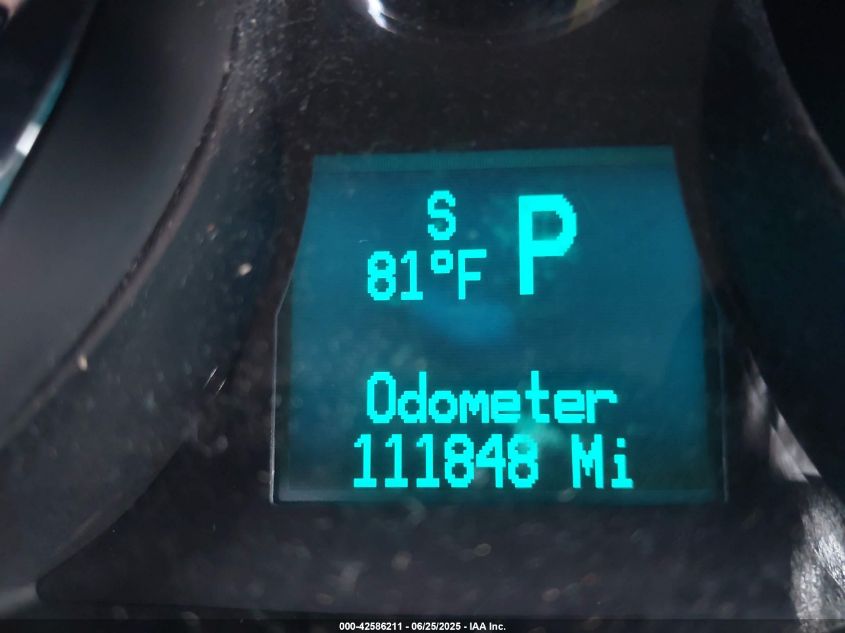 S
P
81°F
Odometer
111848 Mi
000-42586211 - 06/25/2025 - IAA Inc.